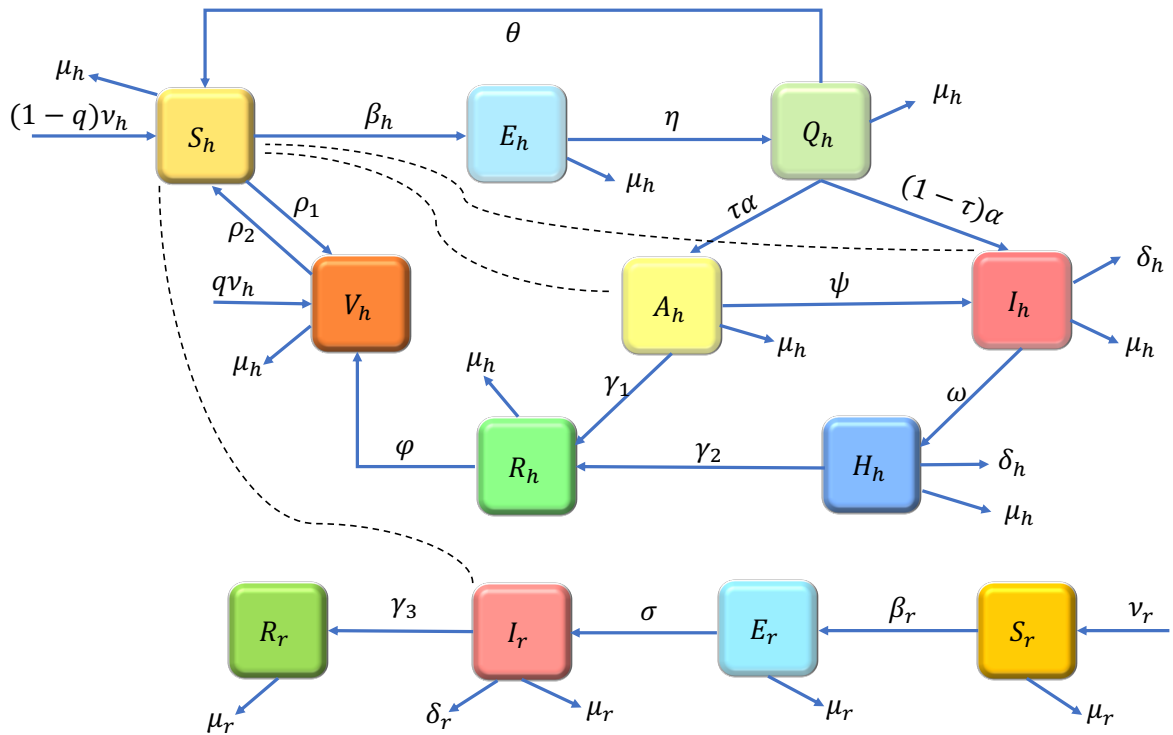 θ
μ_h
(1-q)ν_h
S_h
β_h
E_h
μ_h
η
Q_h
μ_h
ρ_1
ρ_2
τα
(1 − τ)α
qν_h
V_h
μ_h
A_h
μ_h
ψ
I_h
δ_h
μ_h
μ_h
γ_1
ω
φ
R_h
γ_2
H_h
δ_h
μ_h
R_r
μ_r
γ_3
I_r
δ_r
μ_r
σ
E_r
μ_r
β_r
S_r
μ_r
ν_r